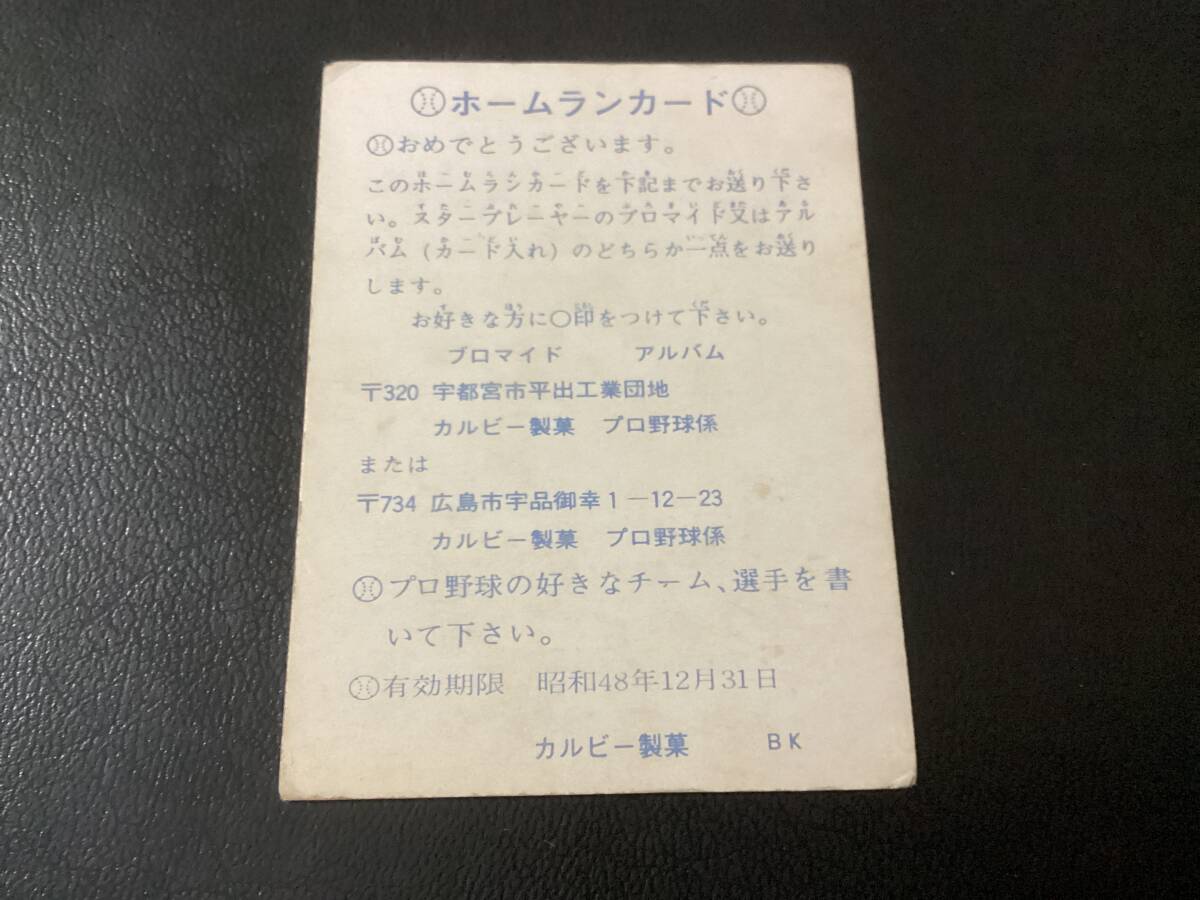 ホームランカード
おめでとうございます。
このホームランカードを下記までお送り下さ
い。スタープレーヤーのブロマイド又はアル
バム(カード入れ)のどちらか一点をお送り
します。
お好きな方に○印をつけて下さい。
ブロマイド　アルバム
〒320 宇都宮市平出工業団地
カルビー製菓　プロ野球係
または
〒734 広島市宇品御幸1-12-23
カルビー製菓　プロ野球係
プロ野球の好きなチーム、選手を書
いて下さい。
有効期限　昭和48年12月31日
カルビー製菓　BK